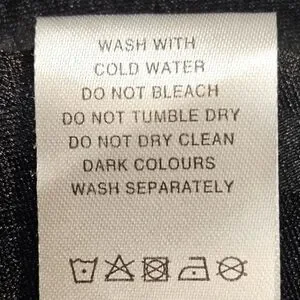 WASH WITH
COLD WATER
DO NOT BLEACH
DO NOT TUMBLE DRY
DO NOT DRY CLEAN
DARK COLOURS
WASH SEPARATELY